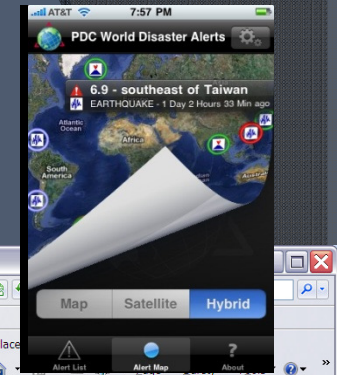 AT&T 7:57 PM
PDC World Disaster Alerts
6.9 - southeast of Taiwan
EARTHQUAKE - 1 Day 2 Hours 33 Min ago
Atlantic
Ocean
Africa
South
America
Map Satellite Hybrid
Alert List Alert Map About